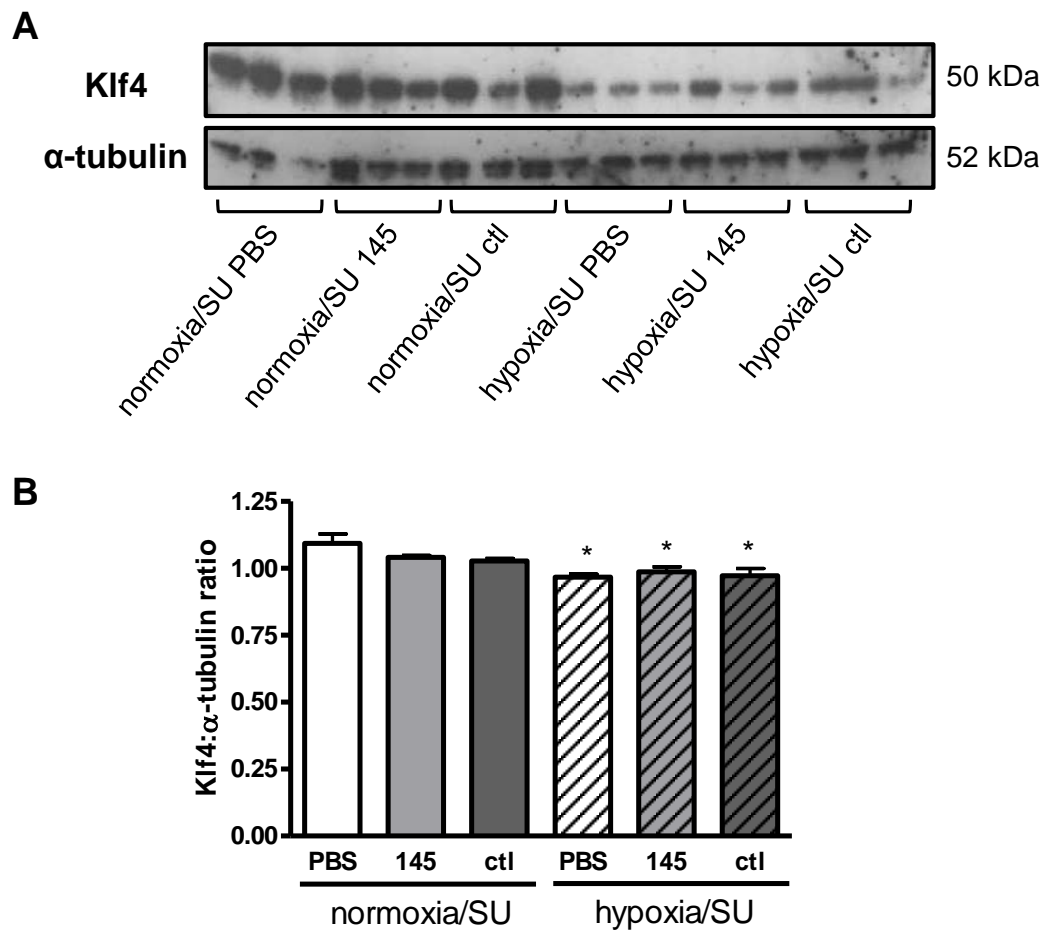 A
Klf4
50 kDa
α-tubulin
52 kDa
normoxia/SU PBS
normoxia/SU 145
normoxia/SU ctl
hypoxia/SU PBS
hypoxia/SU 145
hypoxia/SU ctl
B
Klf4:α-tubulin ratio
1.25
1.00
0.75
0.50
0.25
0.00
* * *
PBS 145 ctl PBS 145 ctl
normoxia/SU hypoxia/SU